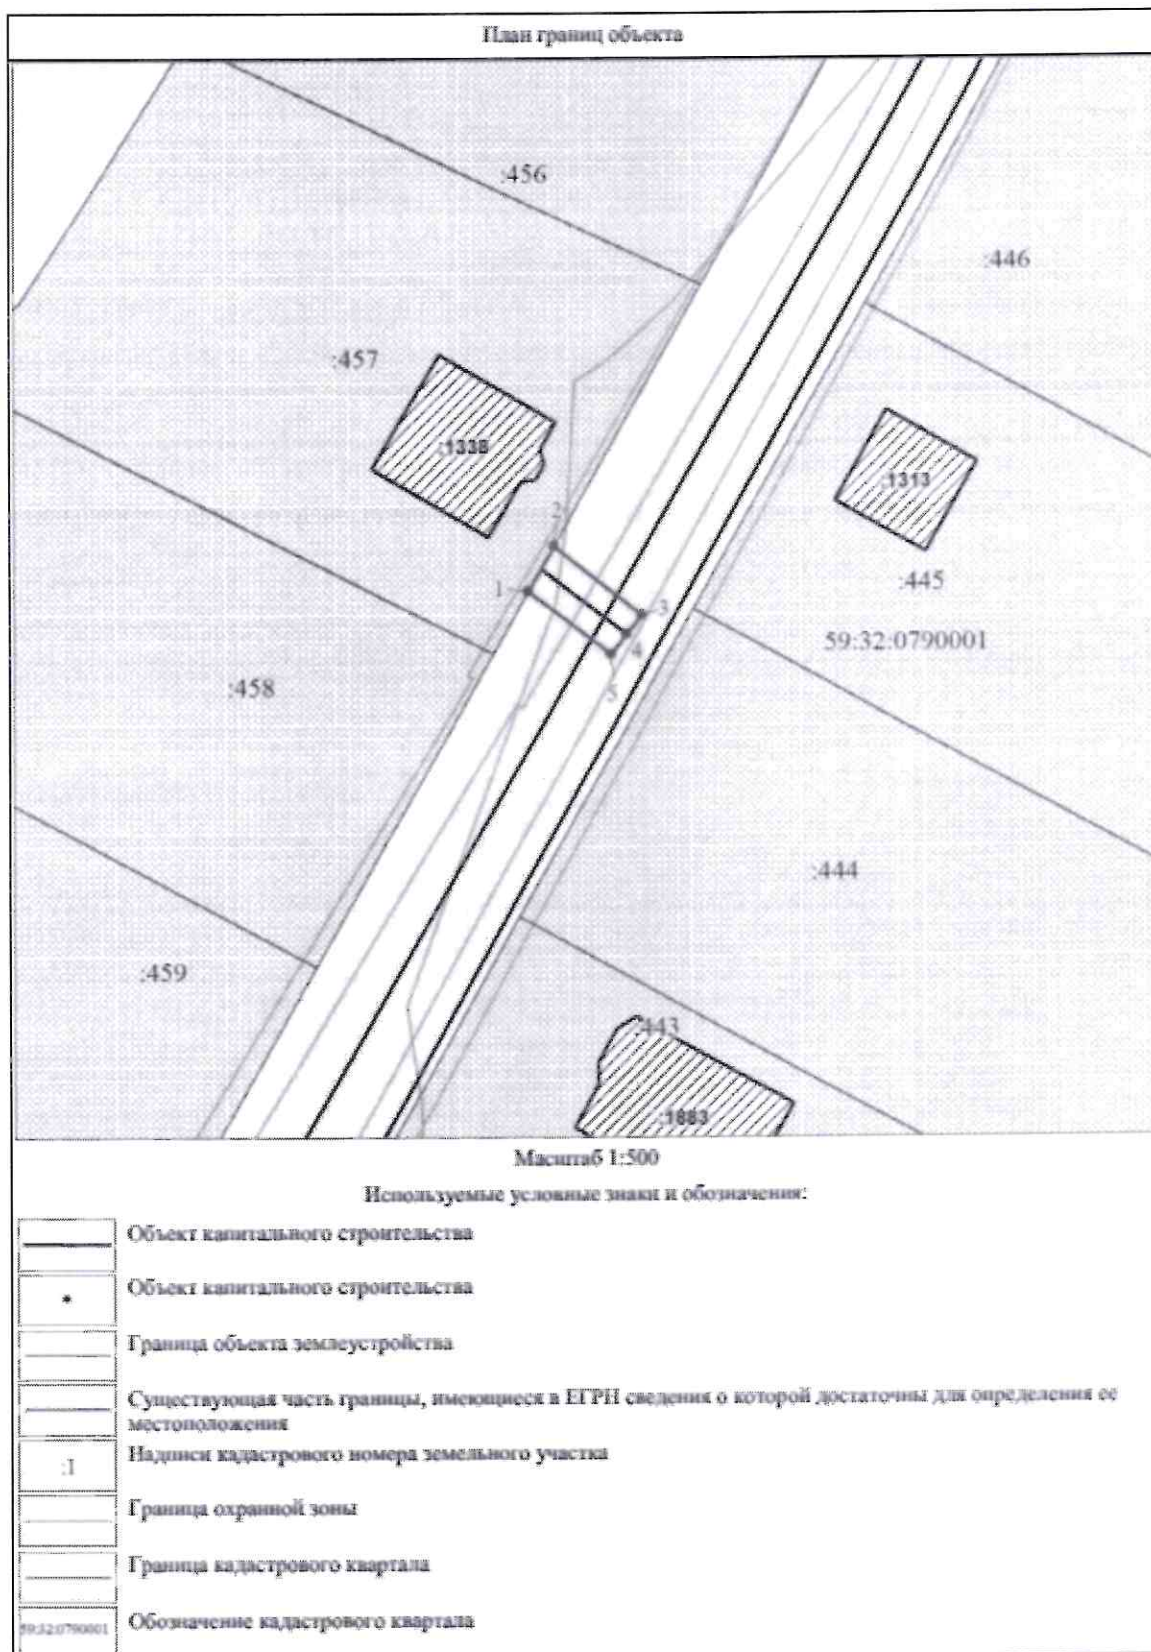 План границ объекта
:456
:446
:457
:1338
:1313
2
:445
1
3
59:32:0790001
4
:458
5
:444
:459
:443
:1883
Масштаб 1:500
Используемые условные знаки и обозначения:
Объект капитального строительства
Объект капитального строительства
Граница объекта землеустройства
Существующая часть границы, имеющиеся в ЕГРН сведения о которой достаточны для определения ее
местоположения
:1 Надписи кадастрового номера земельного участка
Граница охранной зоны
Граница кадастрового квартала
59:32:0790001 Обозначение кадастрового квартала